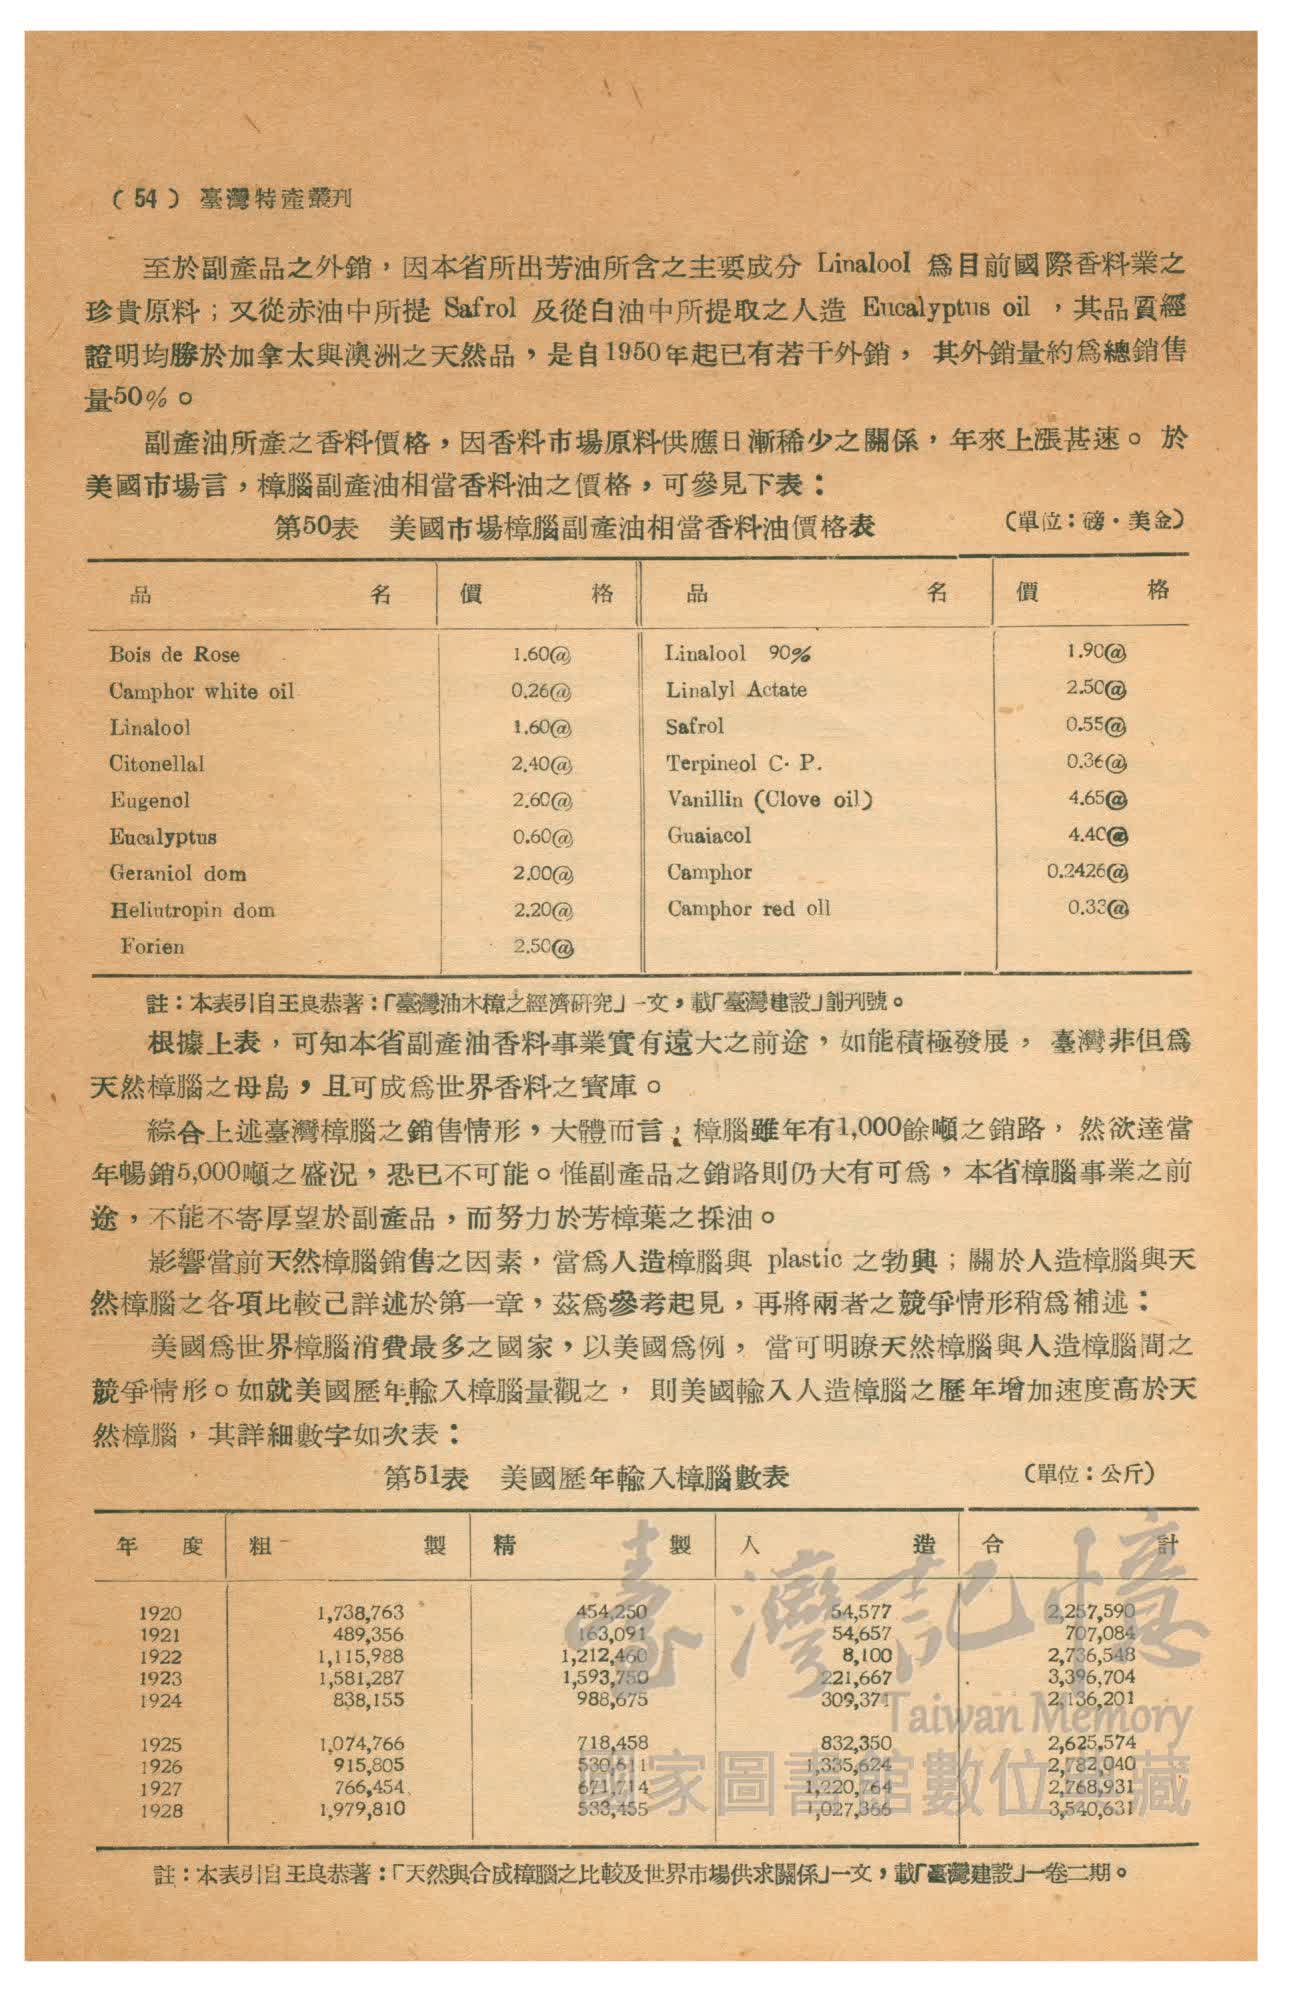 ( 54 ) 臺灣特產叢刊
至於副產品之外銷，因本省所出芳油所含之主要成分 Linalool 爲目前國際香料業之
珍貴原料；又從赤油中所提 Safrol 及從白油中所提取之人造 Eucalyptus oil ，其品質經
證明均勝於加拿太與澳洲之天然品，是自1950年起已有若干外銷， 其外銷量約爲總銷售
量50%。
副產油所產之香料價格，因香料市場原料供應日漸稀少之關係，年來上漲甚速。 於
美國市場言，樟腦副產油相當香料油之價格，可參見下表：
第50表 美國市場樟腦副產油相當香料油價格表 (單位：磅・美金)
品 名 價 格 品 名 價 格
Bois de Rose 1.60@ Linalool 90% 1.90@
Camphor white oil 0.26@ Linalyl Actate 2.50@
Linalool 1.60@ Safrol 0.55@
Citonellal 2.40@ Terpineol C. P. 0.36@
Eugenol 2.60@ Vanillin (Clove oil) 4.65@
Eucalyptus 0.60@ Guaiacol 4.40@
Geraniol dom 2.00@ Camphor 0.2426@
Heliutropin dom 2.20@ Camphor red oll 0.33@
Forien 2.50@
註：本表引自王良恭著：「臺灣油木樟之經濟研究」一文，載「臺灣建設」創刊號。
根據上表，可知本省副產油香料事業實有遠大之前途，如能積極發展， 臺灣非但爲
天然樟腦之母島，且可成爲世界香料之寶庫。
綜合上述臺灣樟腦之銷售情形，大體而言；樟腦雖年有1,000餘噸之銷路， 然欲達當
年暢銷5,000噸之盛況，恐已不可能。惟副產品之銷路則仍大有可爲， 本省樟腦事業之前
途，不能不寄厚望於副產品，而努力於芳樟葉之採油。
影響當前天然樟腦銷售之因素，當爲人造樟腦與 plastic 之勃興；關於人造樟腦與天
然樟腦之各項比較已詳述於第一章，茲爲參考起見，再將兩者之競爭情形稍爲補述：
美國爲世界樟腦消費最多之國家，以美國爲例， 當可明瞭天然樟腦與人造樟腦間之
競爭情形。如就美國歷年輸入樟腦量觀之， 則美國輸入人造樟腦之歷年增加速度高於天
然樟腦，其詳細數字如次表：
第51表 美國歷年輸入樟腦數表 (單位：公斤)
年 度 粗 製 精 製 人 造 合 計
1920 1,738,763 454,250 54,577 2,257,590
1921 489,356 163,091 54,657 707,084
1922 1,115,988 1,212,460 8,100 2,736,548
1923 1,581,287 1,593,750 221,667 3,396,704
1924 838,155 988,675 309,371 2,136,201
1925 1,074,766 718,458 832,350 2,625,574
1926 915,805 530,611 1,335,624 2,782,040
1927 766,454 671,714 1,220,764 2,768,931
1928 1,979,810 533,455 1,027,366 3,540,631
註：本表引自王良恭著：「天然與合成樟腦之比較及世界市場供求關係」一文，載「臺灣建設」一卷二期。
臺灣記憶
Taiwan Memory
國家圖書館數位典藏